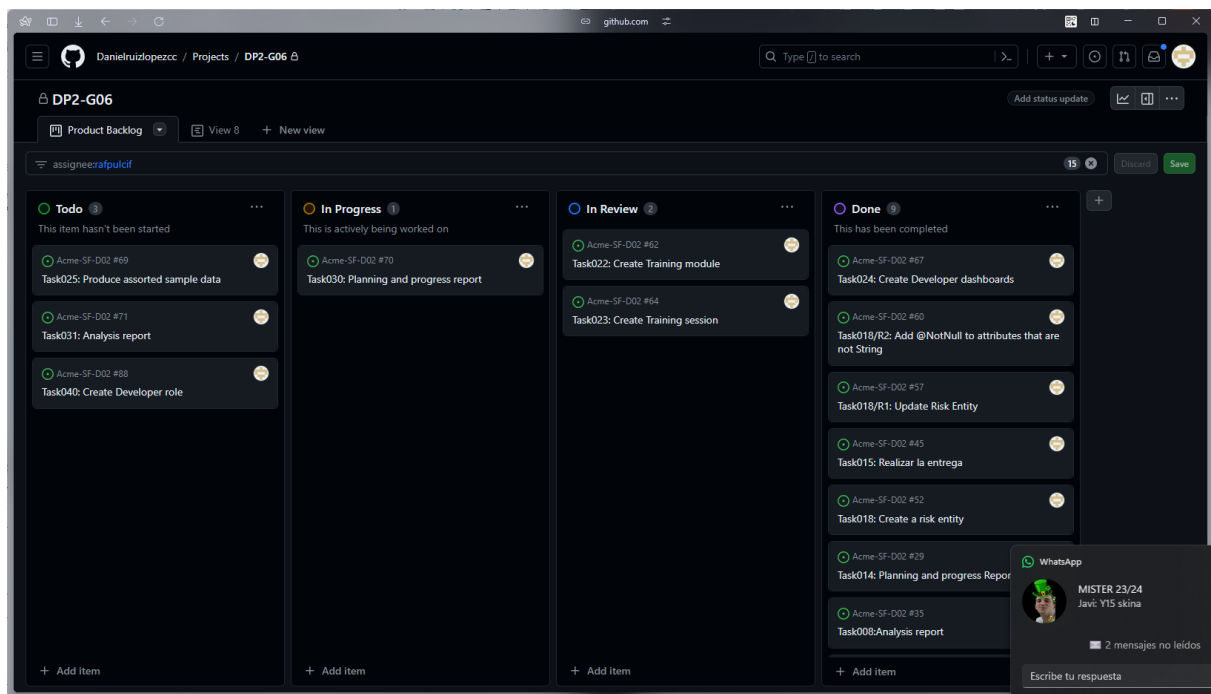 github.com
Danielruizlopezcc / Projects / DP2-G06
Type / to search
DP2-G06
Add status update
Product Backlog
View 8
+ New view
assignee:rafpulcif
15
Discard
Save
Todo 3
This item hasn't been started
Acme-SF-D02 #69
Task025: Produce assorted sample data
Acme-SF-D02 #71
Task031: Analysis report
Acme-SF-D02 #88
Task040: Create Developer role
+ Add item
In Progress 1
This is actively being worked on
Acme-SF-D02 #70
Task030: Planning and progress report
+ Add item
In Review 2
Acme-SF-D02 #62
Task022: Create Training module
Acme-SF-D02 #64
Task023: Create Training session
+ Add item
Done 9
This has been completed
Acme-SF-D02 #67
Task024: Create Developer dashboards
Acme-SF-D02 #60
Task018/R2: Add @NotNull to attributes that are
not String
Acme-SF-D02 #57
Task018/R1: Update Risk Entity
Acme-SF-D02 #45
Task015: Realizar la entrega
Acme-SF-D02 #52
Task018: Create a risk entity
Acme-SF-D02 #29
Task014: Planning and progress Repor
Acme-SF-D02 #35
Task008:Analysis report
+ Add item
WhatsApp
MISTER 23/24
Javi: Y15 skina
2 mensajes no leídos
Escribe tu respuesta